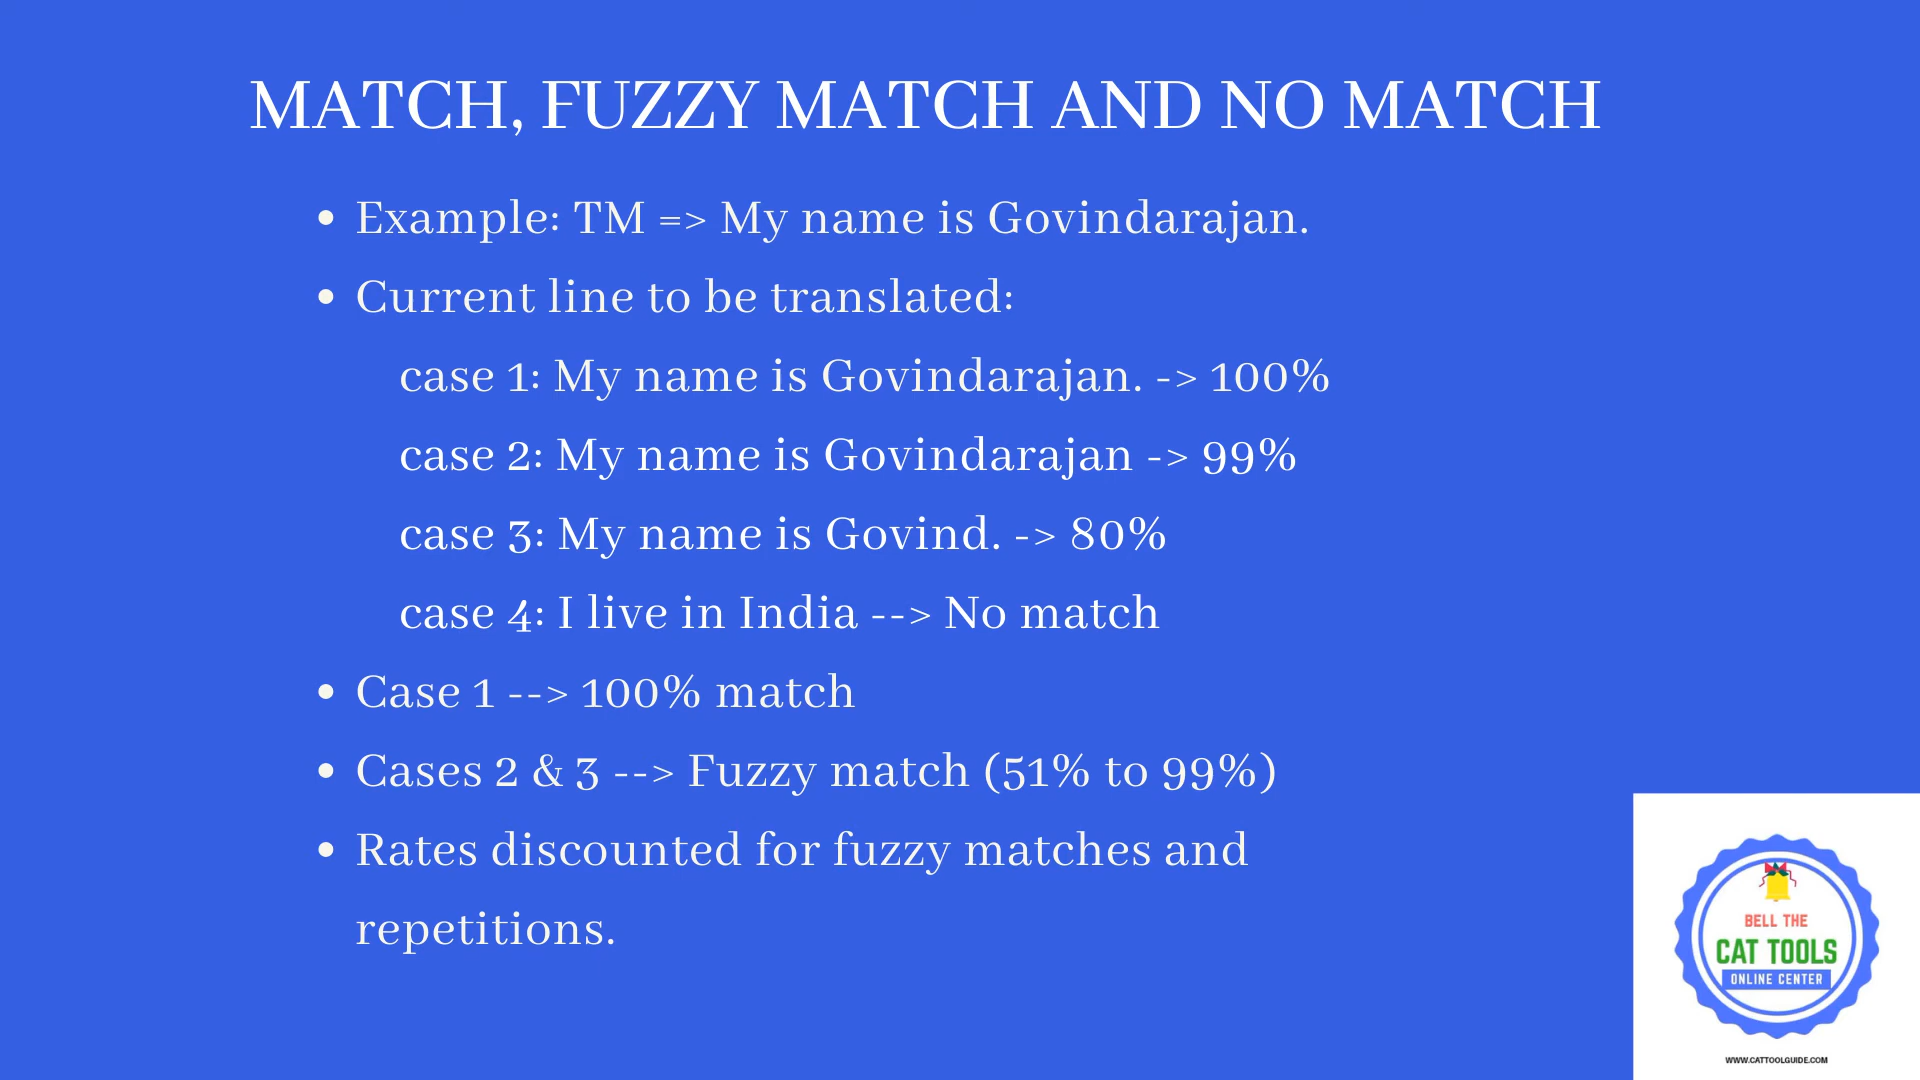 MATCH, FUZZY MATCH AND NO MATCH
• Example: TM => My name is Govindarajan.
• Current line to be translated:
case 1: My name is Govindarajan. -> 100%
case 2: My name is Govindarajan -> 99%
case 3: My name is Govind. -> 80%
case 4: I live in India --> No match
• Case 1 --> 100% match
• Cases 2 & 3 --> Fuzzy match (51% to 99%)
• Rates discounted for fuzzy matches and
repetitions.
BELL THE
CAT TOOLS
ONLINE CENTER
WWW.CATTOOLGUIDE.COM